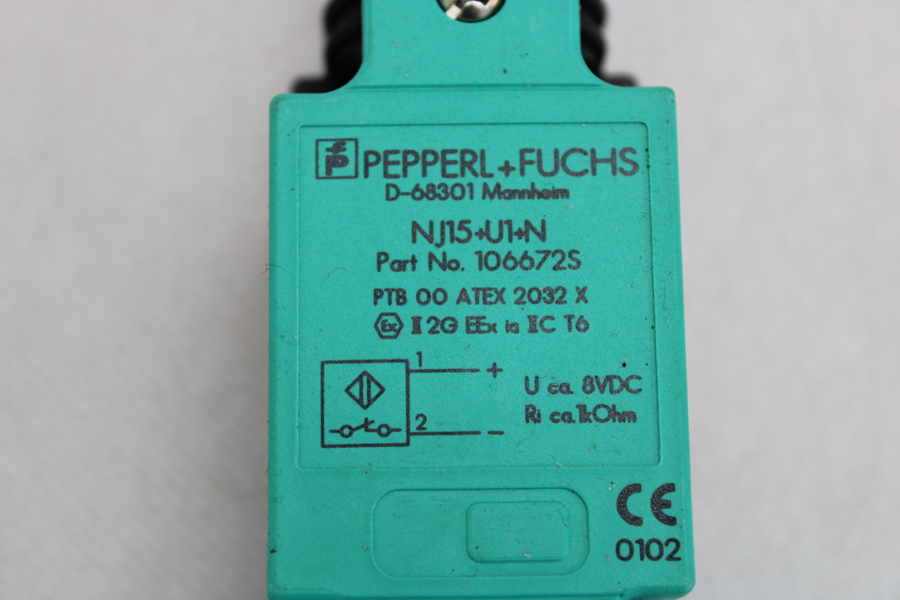 PEPPERL+FUCHS
D-68301 Mannheim
NJ15+U1+N
Part No. 106672S
PTB 00 ATEX 2032 X
Ex II 2G EEx ia IIC T6
1 +
U ca. 8VDC
Ri ca.1kOhm
2 –
CE
0102